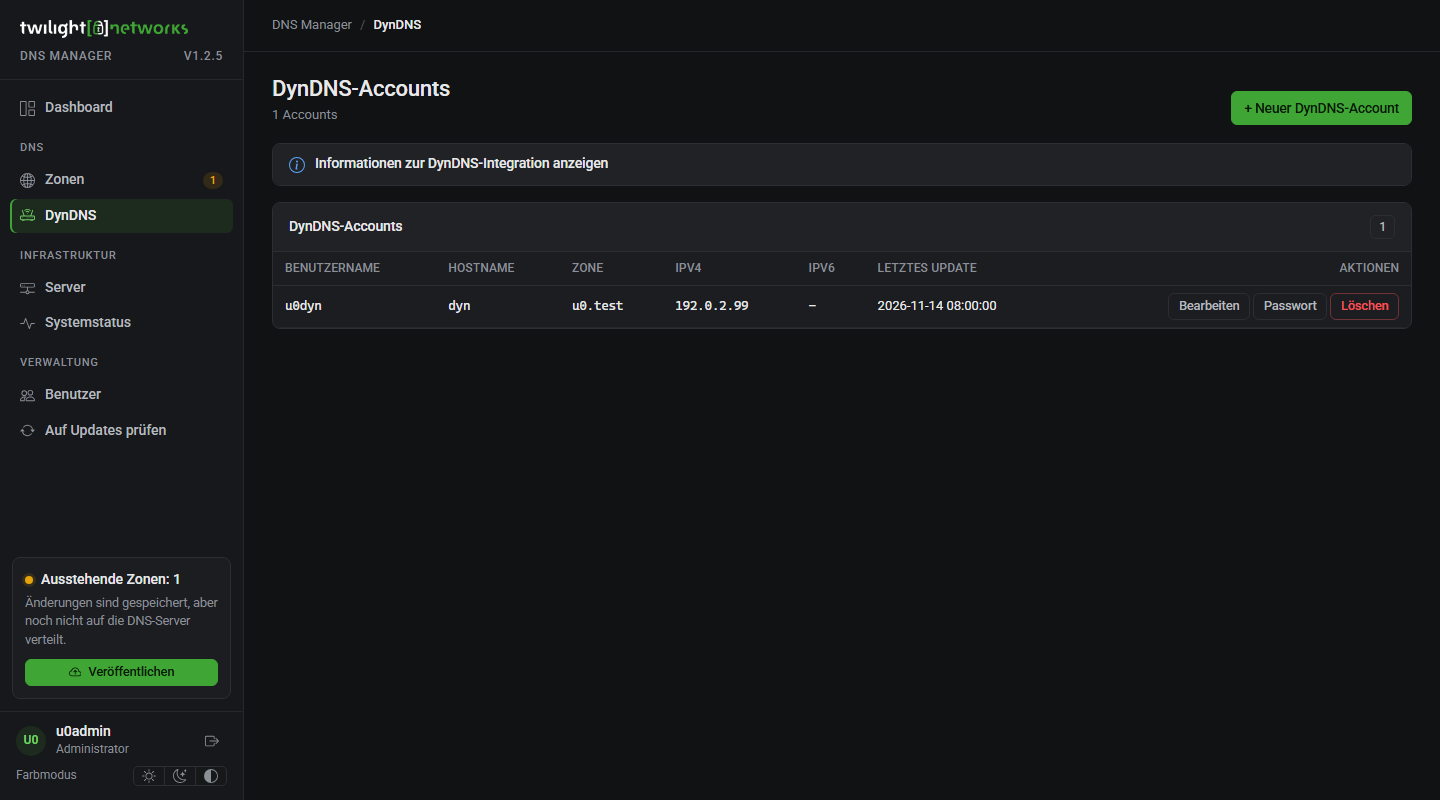 twilight[0]networks
DNS MANAGER V1.2.5
Dashboard
DNS
Zonen 1
DynDNS
INFRASTRUKTUR
Server
Systemstatus
VERWALTUNG
Benutzer
Auf Updates prüfen
Ausstehende Zonen: 1
Änderungen sind gespeichert, aber
noch nicht auf die DNS-Server
verteilt.
Veröffentlichen
U0
u0admin
Administrator
Farbmodus
DNS Manager / DynDNS
DynDNS-Accounts
1 Accounts
+ Neuer DynDNS-Account
Informationen zur DynDNS-Integration anzeigen
DynDNS-Accounts 1
BENUTZERNAME HOSTNAME ZONE IPV4 IPV6 LETZTES UPDATE AKTIONEN
u0dyn dyn u0.test 192.0.2.99 – 2026-11-14 08:00:00 Bearbeiten Passwort Löschen